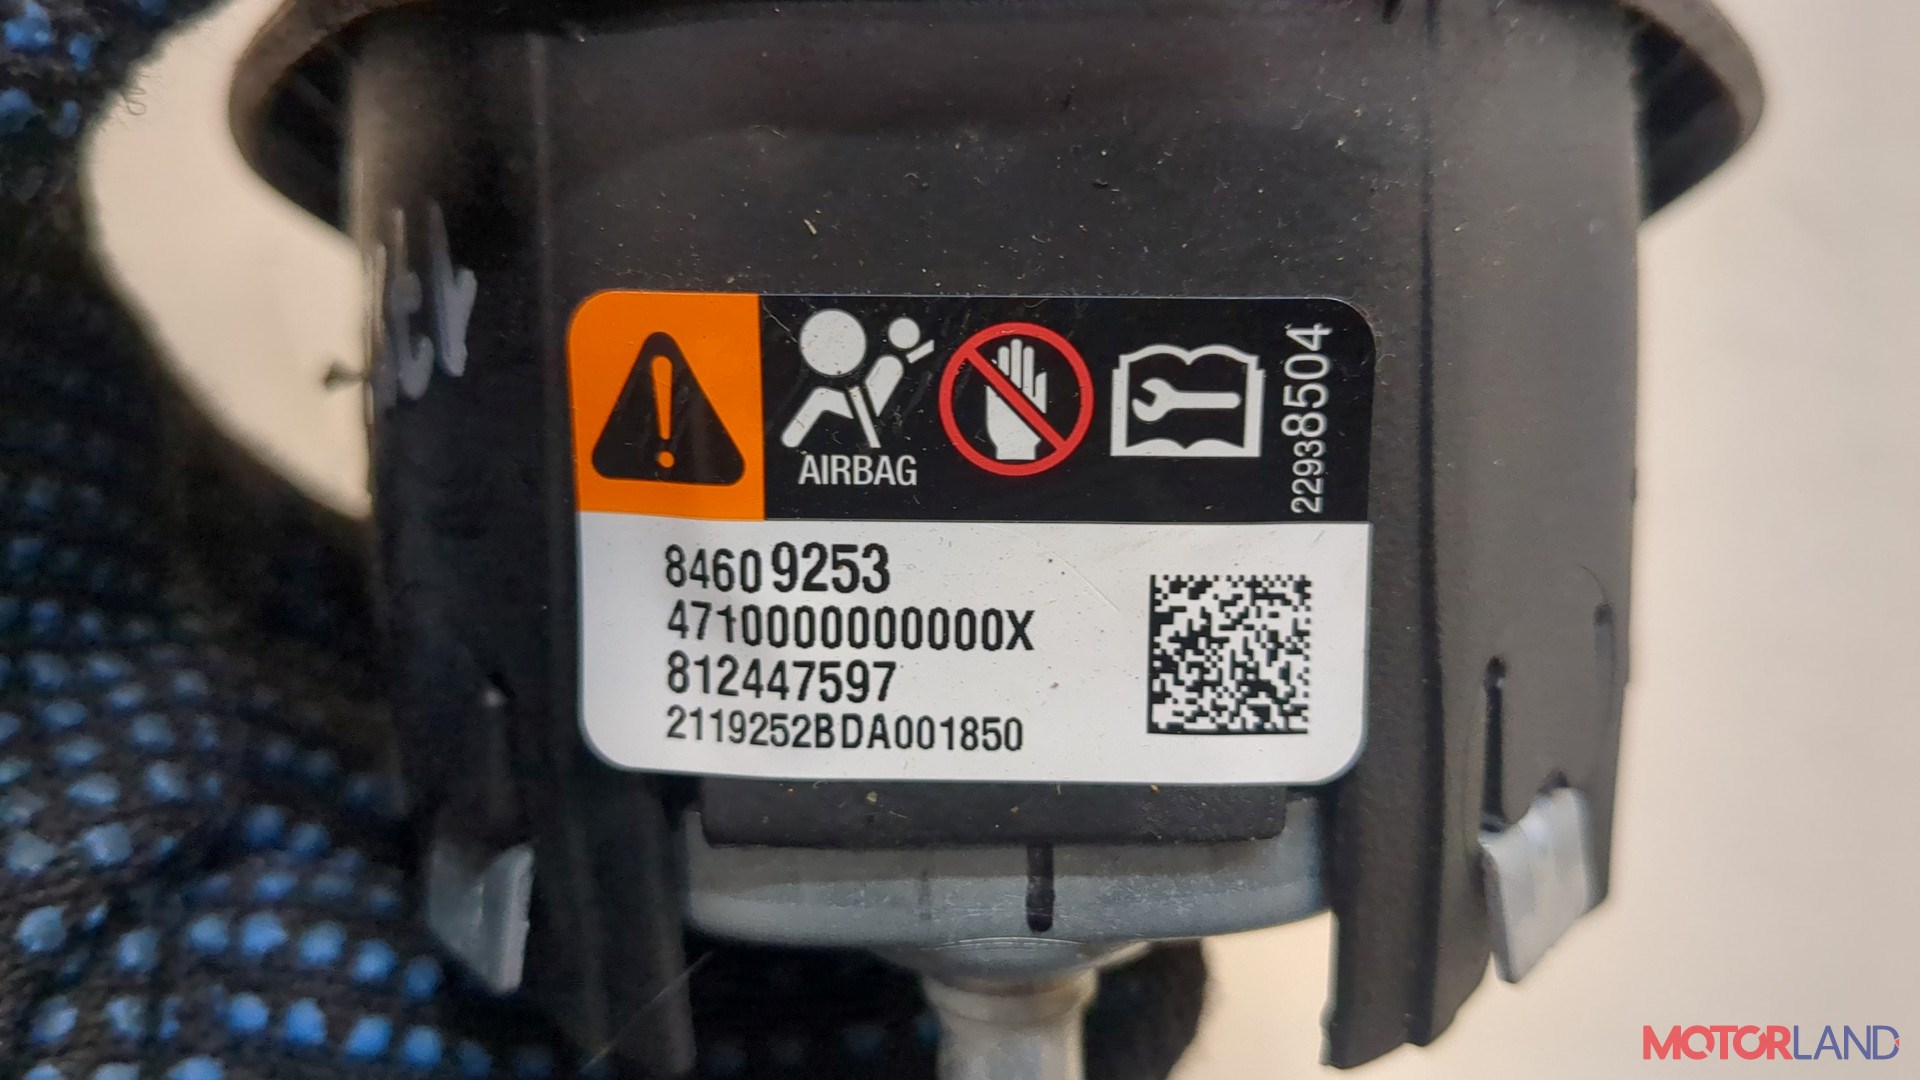 AIRBAG
22938504
84609253
4710000000000X
812447597
2119252BDA001850
MOTORLAND